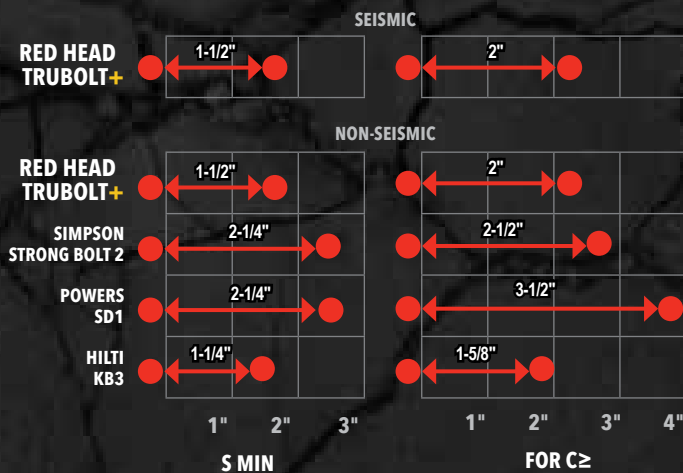 SEISMIC
RED HEAD
TRUBOLT+
1-1/2"
2"
NON-SEISMIC
RED HEAD
TRUBOLT+
1-1/2"
2"
SIMPSON
STRONG BOLT 2
2-1/4"
2-1/2"
POWERS
SD1
2-1/4"
3-1/2"
HILTI
KB3
1-1/4"
1-5/8"
1" 2" 3" 1" 2" 3" 4"
S MIN FOR C≥